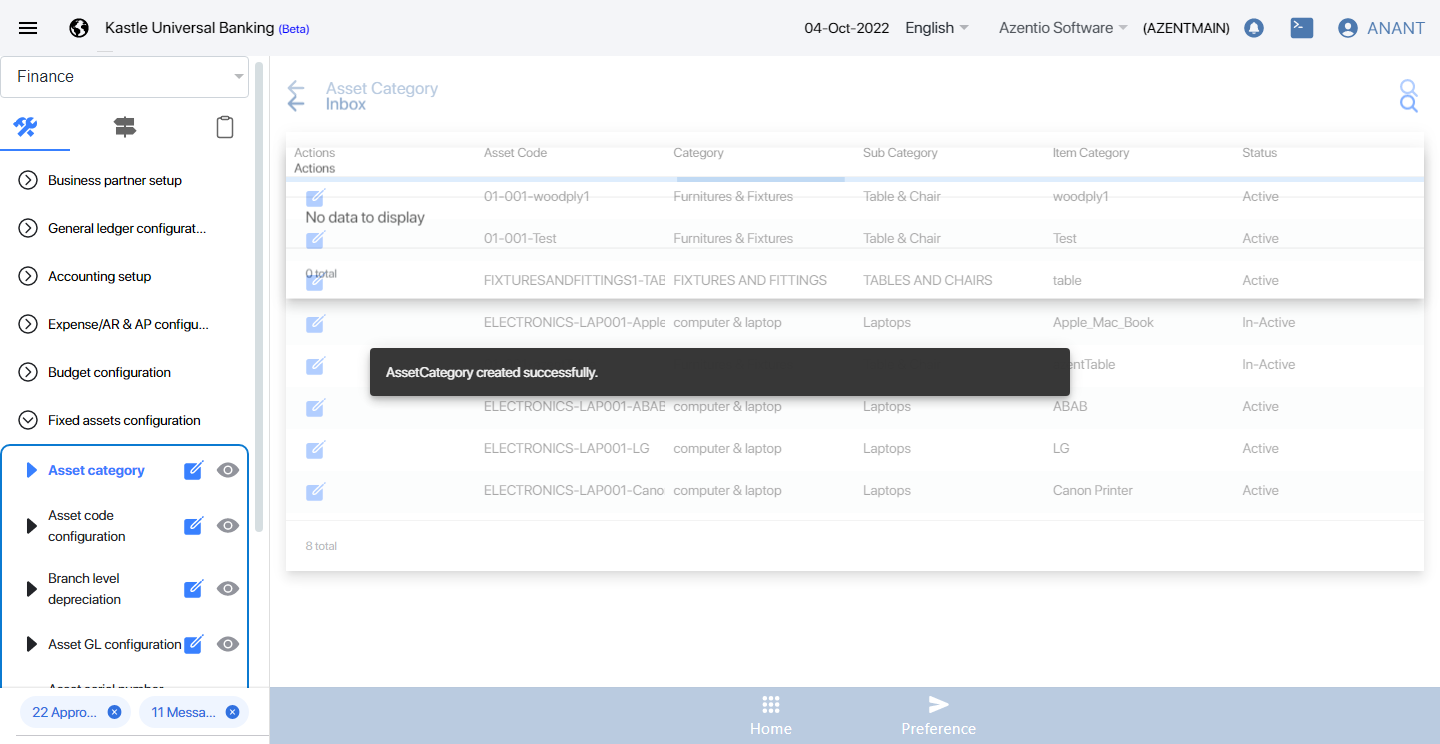 Kastle Universal Banking (Beta)
04-Oct-2022
English
Azentio Software
(AZENTMAIN)
ANANT
Finance
Business partner setup
General ledger configurat...
Accounting setup
Expense/AR & AP configu...
Budget configuration
Fixed assets configuration
Asset category
Asset code
configuration
Branch level
depreciation
Asset GL configuration
Asset serial number
22 Appro...
11 Messa...
Asset Category
Inbox
Actions Asset Code Category Sub Category Item Category Status
Actions
01-001-woodply1 Furnitures & Fixtures Table & Chair woodply1 Active
No data to display
01-001-Test Furnitures & Fixtures Table & Chair Test Active
0 total
FIXTURESANDFITTINGS1-TAB FIXTURES AND FITTINGS TABLES AND CHAIRS table Active
ELECTRONICS-LAP001-Apple computer & laptop Laptops Apple_Mac_Book In-Active
entTable In-Active
AssetCategory created successfully.
ELECTRONICS-LAP001-ABAB computer & laptop Laptops ABAB Active
ELECTRONICS-LAP001-LG computer & laptop Laptops LG Active
ELECTRONICS-LAP001-Cano computer & laptop Laptops Canon Printer Active
8 total
Home
Preference